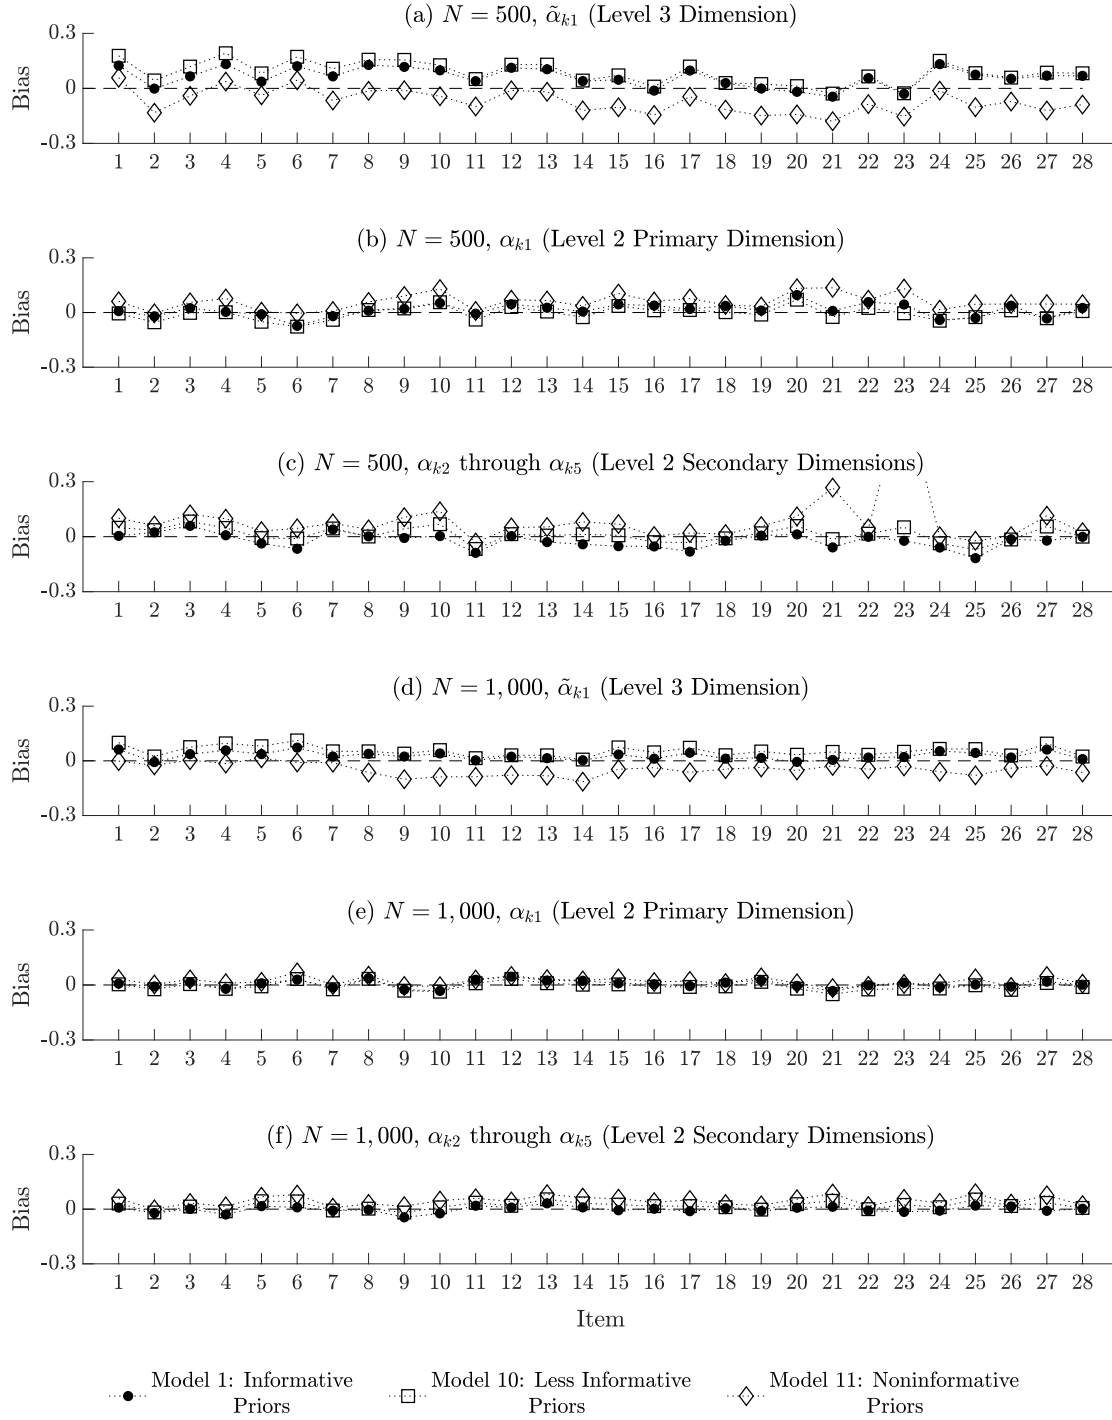 (a) N = 500, α̃k1 (Level 3 Dimension)
0.3
0
-0.3
Bias
1 2 3 4 5 6 7 8 9 10 11 12 13 14 15 16 17 18 19 20 21 22 23 24 25 26 27 28
(b) N = 500, αk1 (Level 2 Primary Dimension)
0.3
0
-0.3
Bias
1 2 3 4 5 6 7 8 9 10 11 12 13 14 15 16 17 18 19 20 21 22 23 24 25 26 27 28
(c) N = 500, αk2 through αk5 (Level 2 Secondary Dimensions)
0.3
0
-0.3
Bias
1 2 3 4 5 6 7 8 9 10 11 12 13 14 15 16 17 18 19 20 21 22 23 24 25 26 27 28
(d) N = 1,000, α̃k1 (Level 3 Dimension)
0.3
0
-0.3
Bias
1 2 3 4 5 6 7 8 9 10 11 12 13 14 15 16 17 18 19 20 21 22 23 24 25 26 27 28
(e) N = 1,000, αk1 (Level 2 Primary Dimension)
0.3
0
-0.3
Bias
1 2 3 4 5 6 7 8 9 10 11 12 13 14 15 16 17 18 19 20 21 22 23 24 25 26 27 28
(f) N = 1,000, αk2 through αk5 (Level 2 Secondary Dimensions)
0.3
0
-0.3
Bias
1 2 3 4 5 6 7 8 9 10 11 12 13 14 15 16 17 18 19 20 21 22 23 24 25 26 27 28
Item
Model 1: Informative
Priors
Model 10: Less Informative
Priors
Model 11: Noninformative
Priors